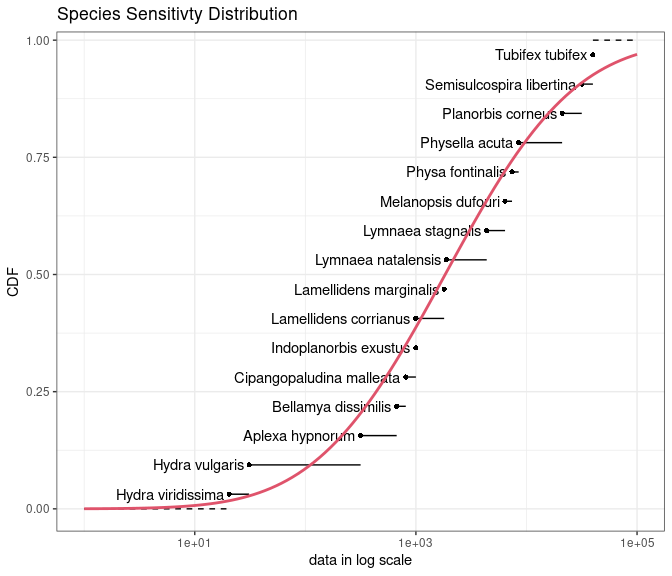 Species Sensitivty Distribution
1.00
Tubifex tubifex
Semisulcospira libertina
Planorbis corneus
0.75
Physella acuta
Physa fontinalis
Melanopsis dufouri
Lymnaea stagnalis
CDF
0.50
Lymnaea natalensis
Lamellidens marginalis
Lamellidens corrianus
Indoplanorbis exustus
0.25
Cipangopaludina malleata
Bellamya dissimilis
Aplexa hypnorum
Hydra vulgaris
Hydra viridissima
0.00
1e+01 1e+03 1e+05
data in log scale